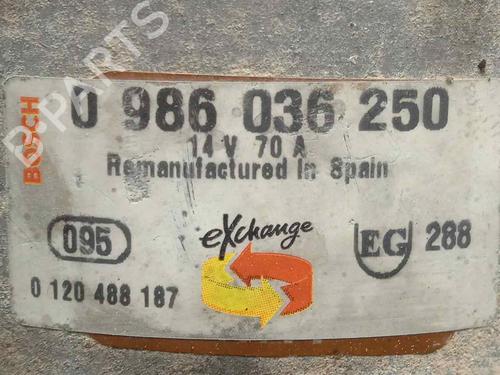 BOSCH
0 986 036 250
14 V 70 A
Remanufactured in Spain
095
eXchange
EG 288
0 120 488 187
PARTS